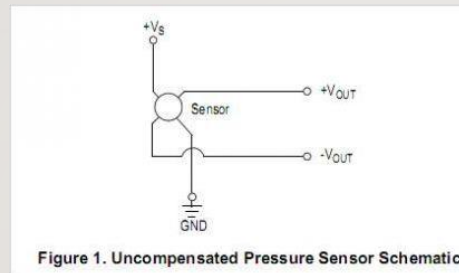 +VS
+VOUT
Sensor
-VOUT
GND
Figure 1. Uncompensated Pressure Sensor Schematic